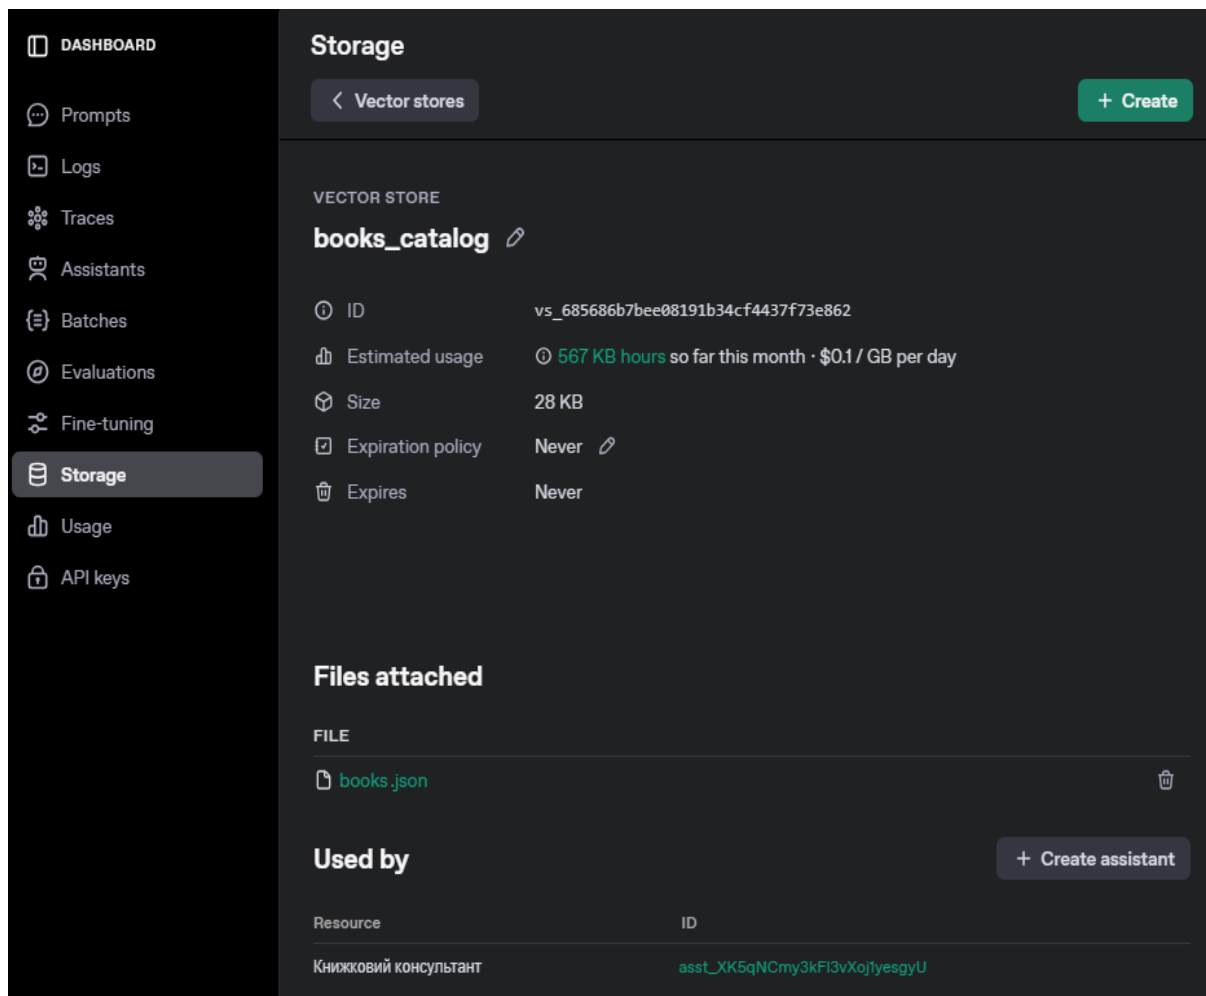 DASHBOARD
Prompts
Logs
Traces
Assistants
Batches
Evaluations
Fine-tuning
Storage
Usage
API keys
Storage
Vector stores
+ Create
VECTOR STORE
books_catalog
ID vs_685686b7bee08191b34cf4437f73e862
Estimated usage 567 KB hours so far this month · $0.1 / GB per day
Size 28 KB
Expiration policy Never
Expires Never
Files attached
FILE
books.json
Used by
+ Create assistant
Resource ID
Книжковий консультант asst_XK5qNCmy3kFI3vXoj1yesgyU